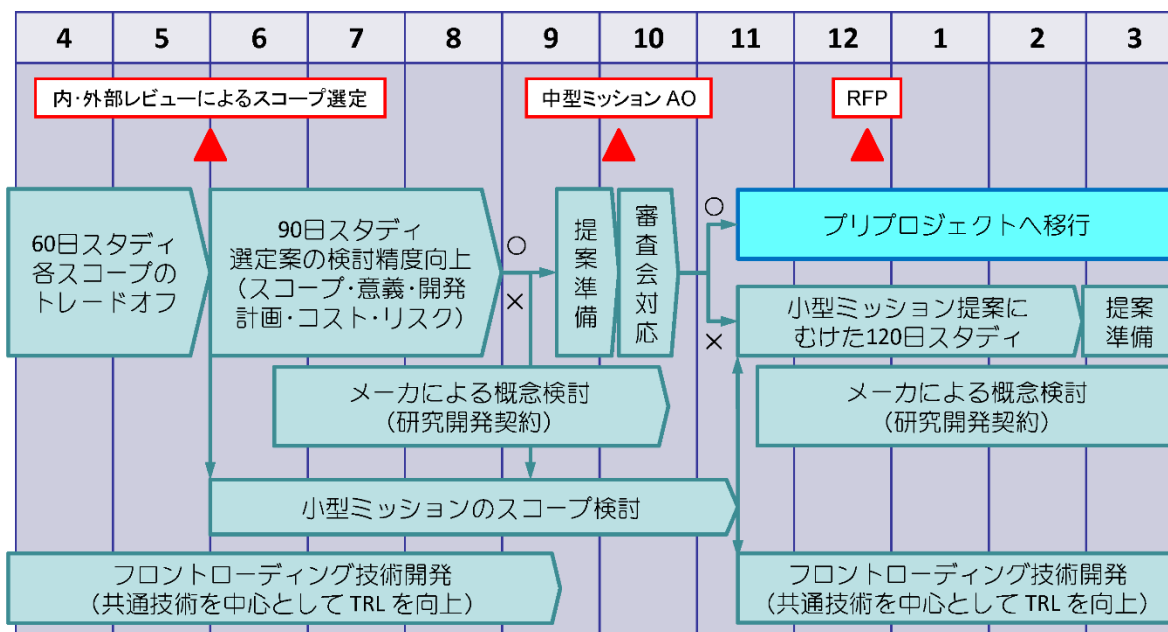 4 5 6 7 8 9 10 11 12 1 2 3
内・外部レビューによるスコープ選定
中型ミッション AO
RFP
60日スタディ
各スコープの
トレードオフ
90日スタディ
選定案の検討精度向上
（スコープ・意義・開発
計画・コスト・リスク）
○
×
提案準備
審査会対応
○
×
プリプロジェクトへ移行
小型ミッション提案に
むけた120日スタディ
提案
準備
メーカによる概念検討
（研究開発契約）
メーカによる概念検討
（研究開発契約）
小型ミッションのスコープ検討
フロントローディング技術開発
（共通技術を中心として TRL を向上）
フロントローディング技術開発
（共通技術を中心として TRL を向上）